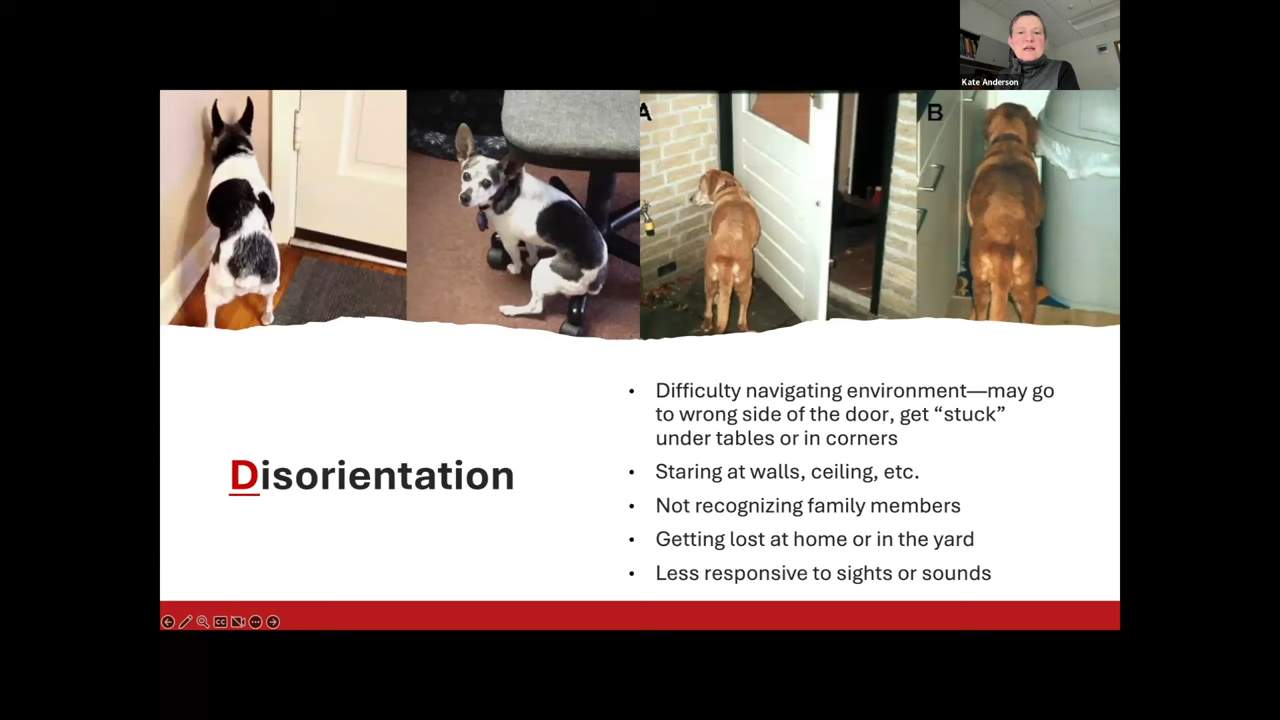 Kate Anderson
A
B
Disorientation
• Difficulty navigating environment—may go
to wrong side of the door, get “stuck”
under tables or in corners
• Staring at walls, ceiling, etc.
• Not recognizing family members
• Getting lost at home or in the yard
• Less responsive to sights or sounds
CC